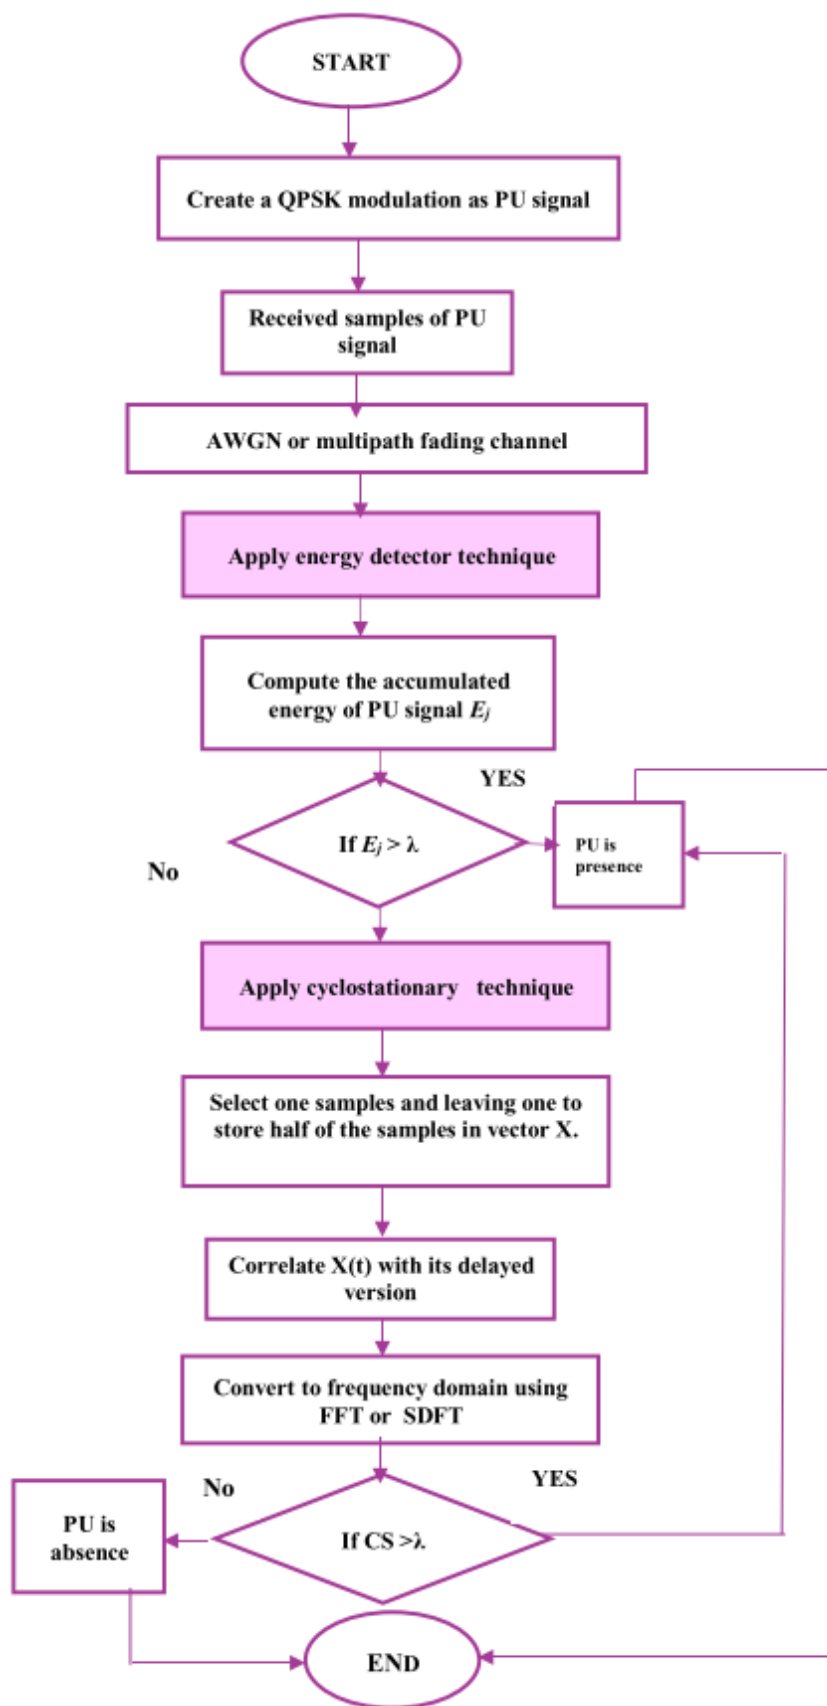 START
Create a QPSK modulation as PU signal
Received samples of PU
signal
AWGN or multipath fading channel
Apply energy detector technique
Compute the accumulated
energy of PU signal Ej
YES
If Ej > λ
PU is
presence
No
Apply cyclostationary technique
Select one samples and leaving one to
store half of the samples in vector X.
Correlate X(t) with its delayed
version
Convert to frequency domain using
FFT or SDFT
No
YES
If CS >λ
PU is
absence
END